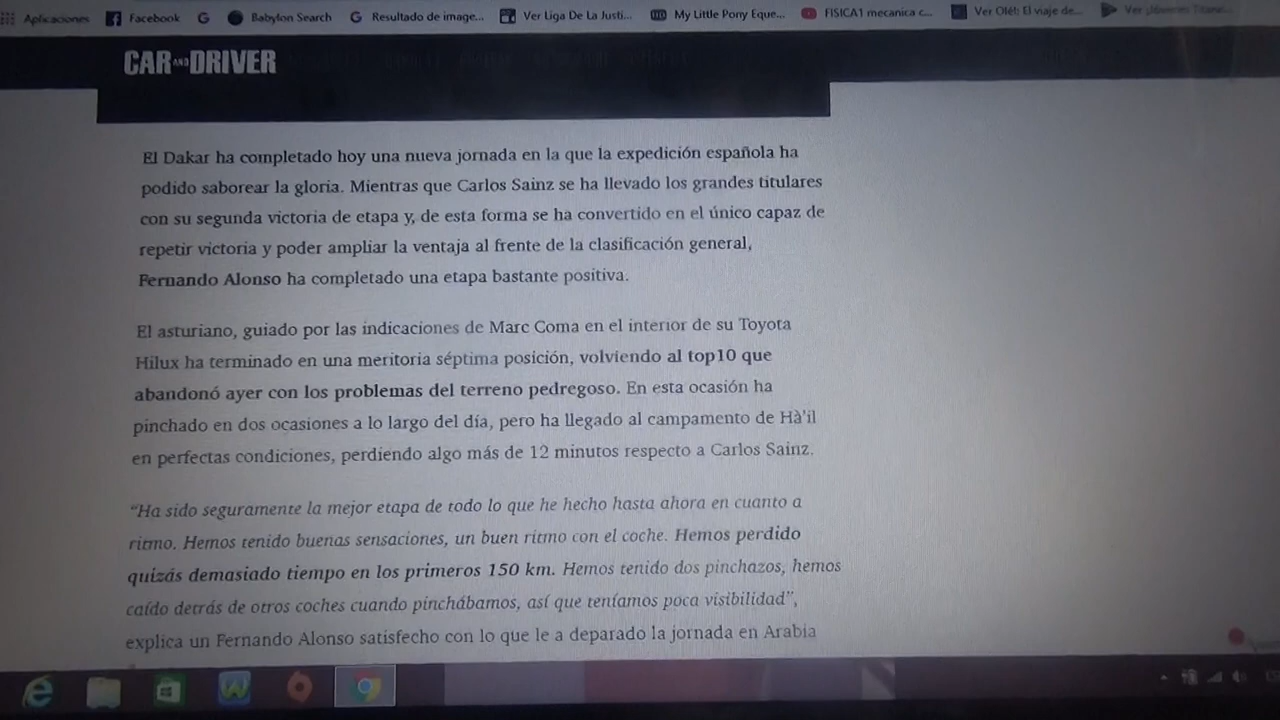 Aplicaciones Facebook G Babylon Search G Resultado de image... Ver Liga De La Justi... My Little Pony Eque... FISICA1 mecanica c... Ver Olé!: El viaje de... Ver
CAR AND DRIVER
El Dakar ha completado hoy una nueva jornada en la que la expedición española ha
podido saborear la gloria. Mientras que Carlos Sainz se ha llevado los grandes titulares
con su segunda victoria de etapa y, de esta forma se ha convertido en el único capaz de
repetir victoria y poder ampliar la ventaja al frente de la clasificación general,
Fernando Alonso ha completado una etapa bastante positiva.
El asturiano, guiado por las indicaciones de Marc Coma en el interior de su Toyota
Hilux ha terminado en una meritoria séptima posición, volviendo al top10 que
abandonó ayer con los problemas del terreno pedregoso. En esta ocasión ha
pinchado en dos ocasiones a lo largo del día, pero ha llegado al campamento de Hà'il
en perfectas condiciones, perdiendo algo más de 12 minutos respecto a Carlos Sainz.
“Ha sido seguramente la mejor etapa de todo lo que he hecho hasta ahora en cuanto a
ritmo. Hemos tenido buenas sensaciones, un buen ritmo con el coche. Hemos perdido
quizás demasiado tiempo en los primeros 150 km. Hemos tenido dos pinchazos, hemos
caído detrás de otros coches cuando pinchábamos, así que teníamos poca visibilidad”,
explica un Fernando Alonso satisfecho con lo que le a deparado la jornada en Arabia